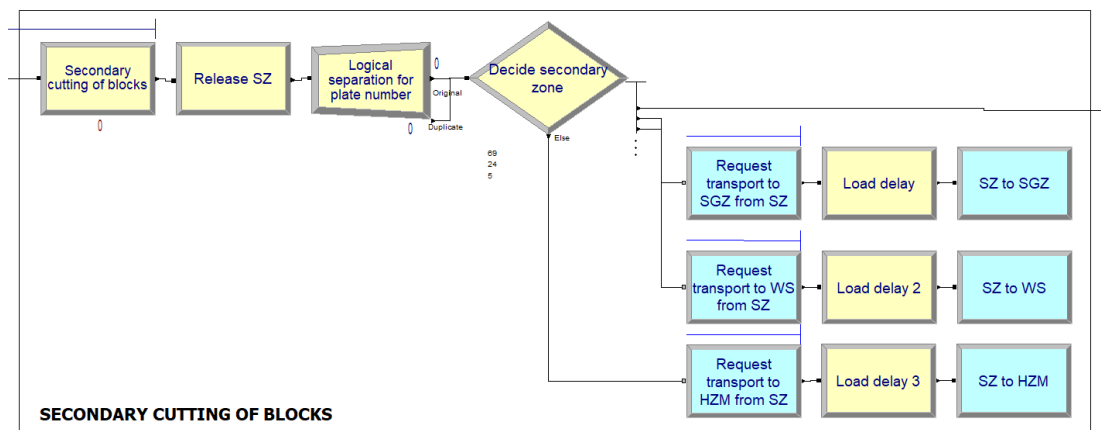 Secondary
cutting of blocks
0
Release SZ
Logical
separation for
plate number
0
Original
0
Duplicate
Decide secondary
zone
Else
69
24
5
Request
transport to
SGZ from SZ
Load delay
SZ to SGZ
Request
transport to WS
from SZ
Load delay 2
SZ to WS
Request
transport to
HZM from SZ
Load delay 3
SZ to HZM
SECONDARY CUTTING OF BLOCKS